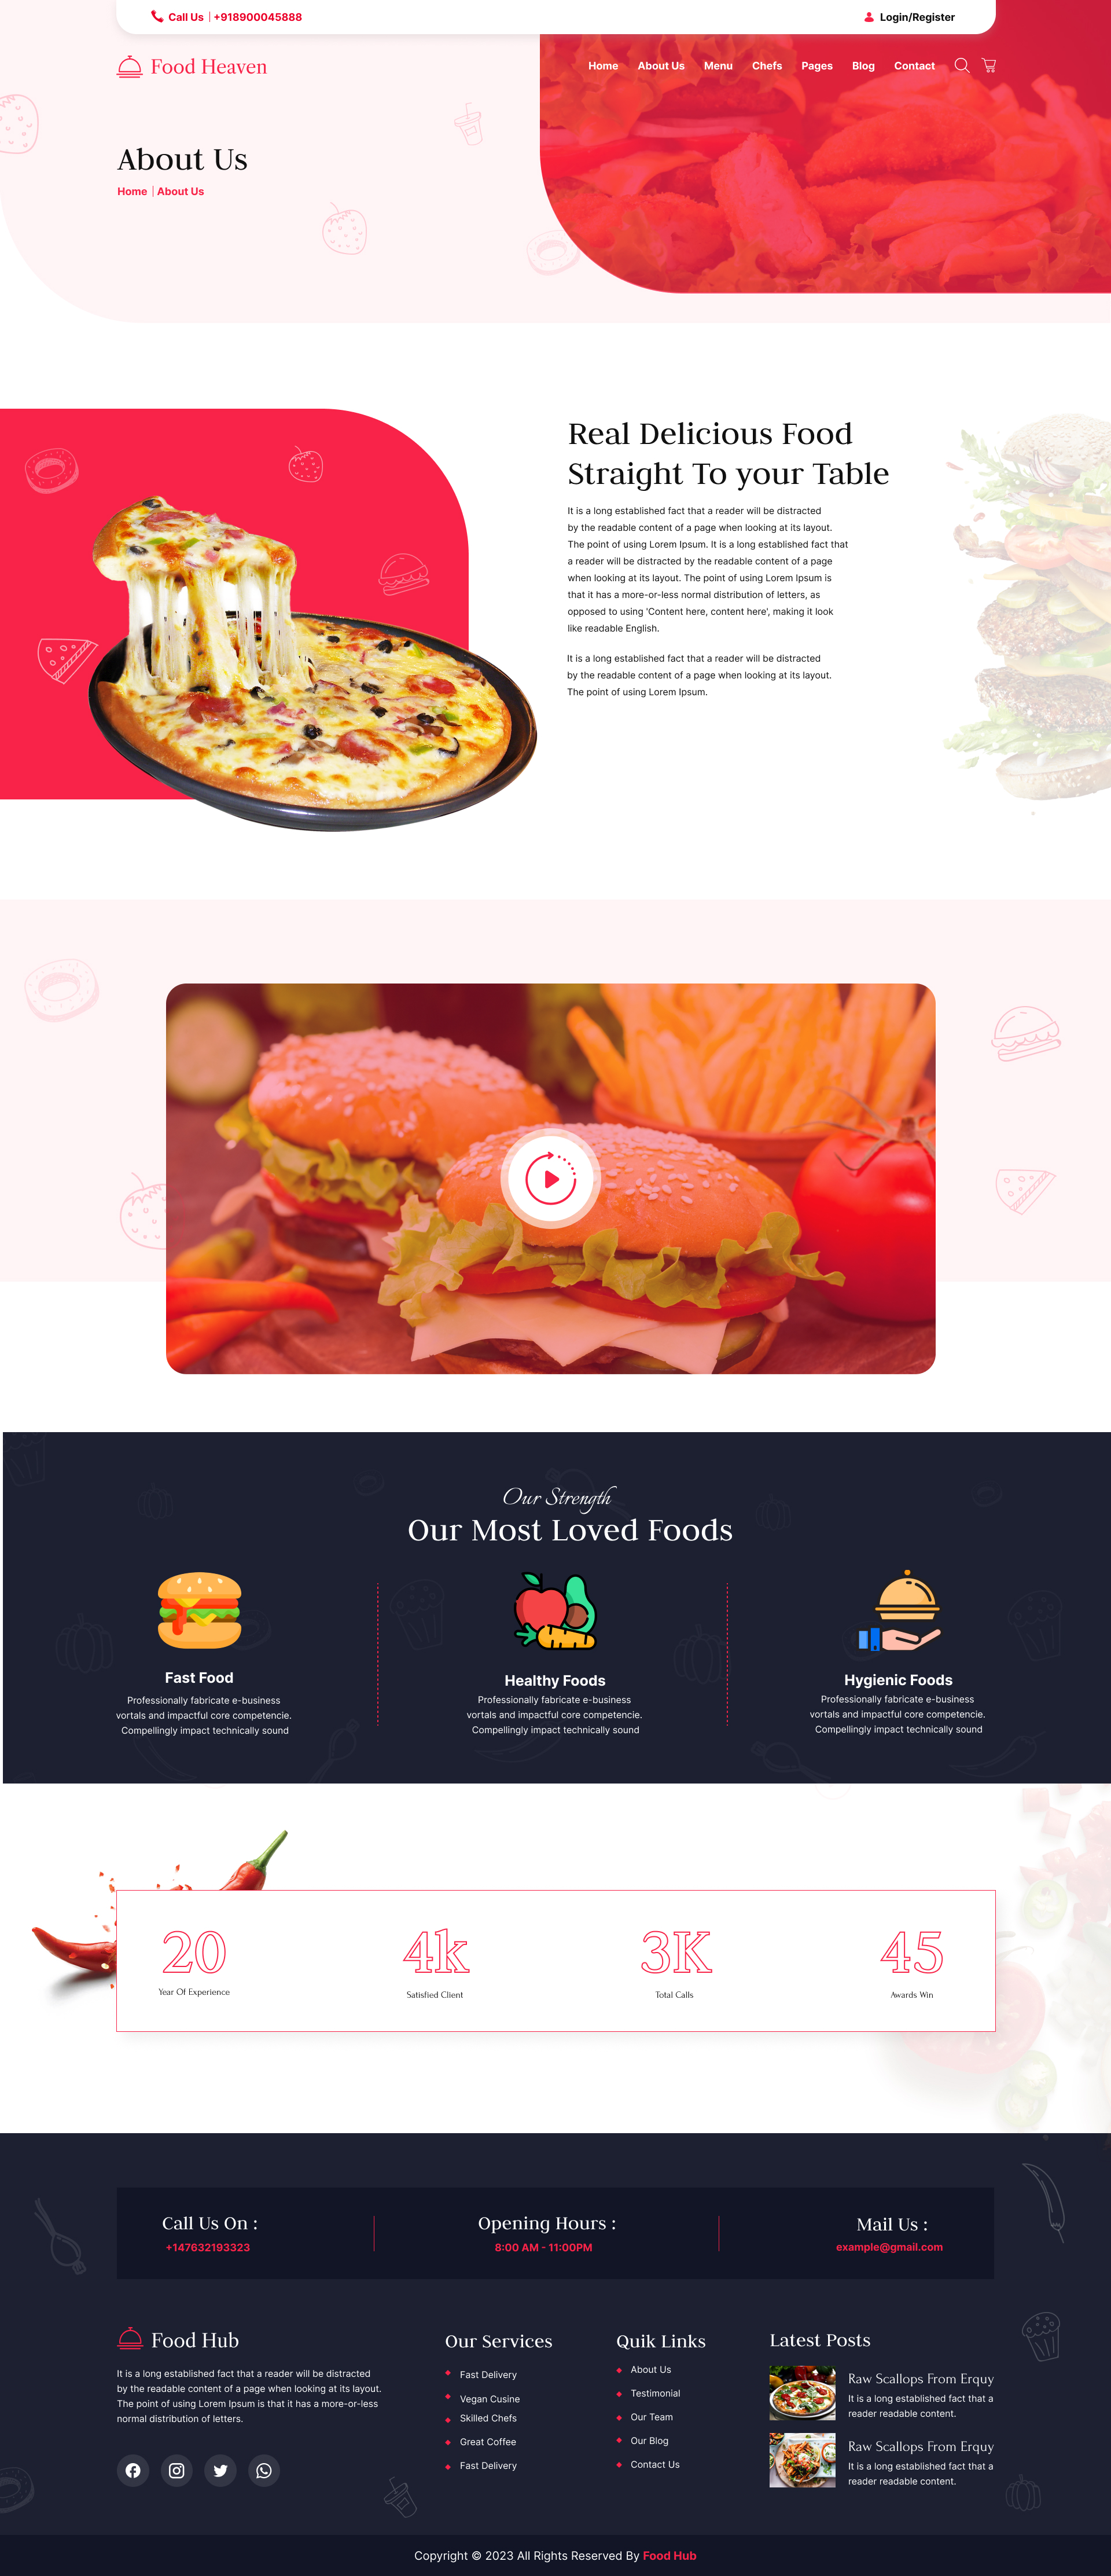 Call Us | +918900045888
Login/Register
Food Heaven
Home About Us Menu Chefs Pages Blog Contact
About Us
Home | About Us
Real Delicious Food
Straight To your Table
It is a long established fact that a reader will be distracted
by the readable content of a page when looking at its layout.
The point of using Lorem Ipsum. It is a long established fact that
a reader will be distracted by the readable content of a page
when looking at its layout. The point of using Lorem Ipsum is
that it has a more-or-less normal distribution of letters, as
opposed to using 'Content here, content here', making it look
like readable English.
It is a long established fact that a reader will be distracted
by the readable content of a page when looking at its layout.
The point of using Lorem Ipsum.
Our Strength
Our Most Loved Foods
Fast Food
Professionally fabricate e-business
vortals and impactful core competencie.
Compellingly impact technically sound
Healthy Foods
Professionally fabricate e-business
vortals and impactful core competencie.
Compellingly impact technically sound
Hygienic Foods
Professionally fabricate e-business
vortals and impactful core competencie.
Compellingly impact technically sound
20
Year Of Experience
4k
Satisfied Client
3K
Total Calls
45
Awards Win
Call Us On :
+147632193323
Opening Hours :
8:00 AM - 11:00PM
Mail Us :
example@gmail.com
Food Hub
It is a long established fact that a reader will be distracted
by the readable content of a page when looking at its layout.
The point of using Lorem Ipsum is that it has a more-or-less
normal distribution of letters.
Our Services
Fast Delivery
Vegan Cusine
Skilled Chefs
Great Coffee
Fast Delivery
Quik Links
About Us
Testimonial
Our Team
Our Blog
Contact Us
Latest Posts
Raw Scallops From Erquy
It is a long established fact that a
reader readable content.
Raw Scallops From Erquy
It is a long established fact that a
reader readable content.
Copyright © 2023 All Rights Reserved By Food Hub